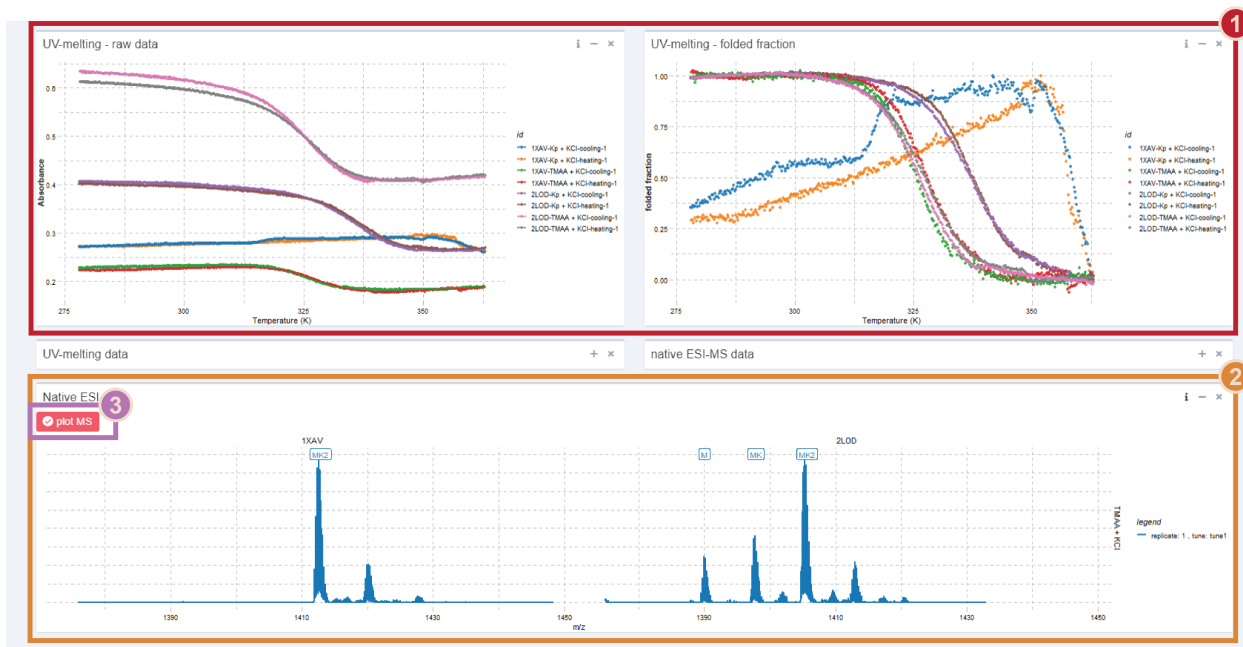 1
UV-melting - raw data
i − ×
UV-melting - folded fraction
i − ×
0.6
0.5
0.4
0.3
0.2
Absorbance
275
300
325
350
Temperature (K)
id
1XAV-Kp + KCl-cooling-1
1XAV-Kp + KCl-heating-1
1XAV-TMAA + KCl-cooling-1
1XAV-TMAA + KCl-heating-1
2LOD-Kp + KCl-cooling-1
2LOD-Kp + KCl-heating-1
2LOD-TMAA + KCl-cooling-1
2LOD-TMAA + KCl-heating-1
1.00
0.75
0.50
0.25
0.00
folded fraction
275
300
325
350
Temperature (K)
id
1XAV-Kp + KCl-cooling-1
1XAV-Kp + KCl-heating-1
1XAV-TMAA + KCl-cooling-1
1XAV-TMAA + KCl-heating-1
2LOD-Kp + KCl-cooling-1
2LOD-Kp + KCl-heating-1
2LOD-TMAA + KCl-cooling-1
2LOD-TMAA + KCl-heating-1
UV-melting data
+ ×
native ESI-MS data
+ ×
2
Native ESI
3
i − ×
plot MS
1XAV
2LOD
MK2
M
MK
MK2
TMAA + KCl
legend
replicate: 1 , tune: tune1
1390
1410
1430
1450
1390
1410
1430
1450
m/z